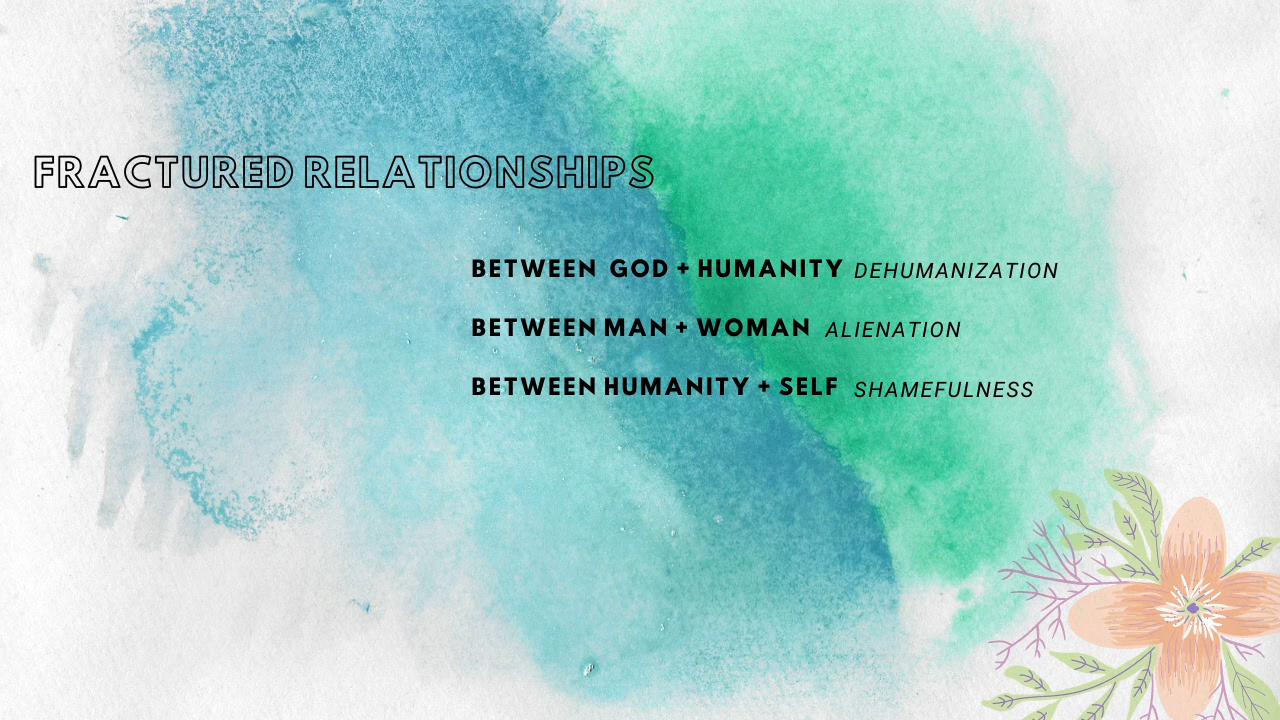 FRACTURED RELATIONSHIPS
BETWEEN GOD + HUMANITY DEHUMANIZATION
BETWEEN MAN + WOMAN ALIENATION
BETWEEN HUMANITY + SELF SHAMEFULNESS